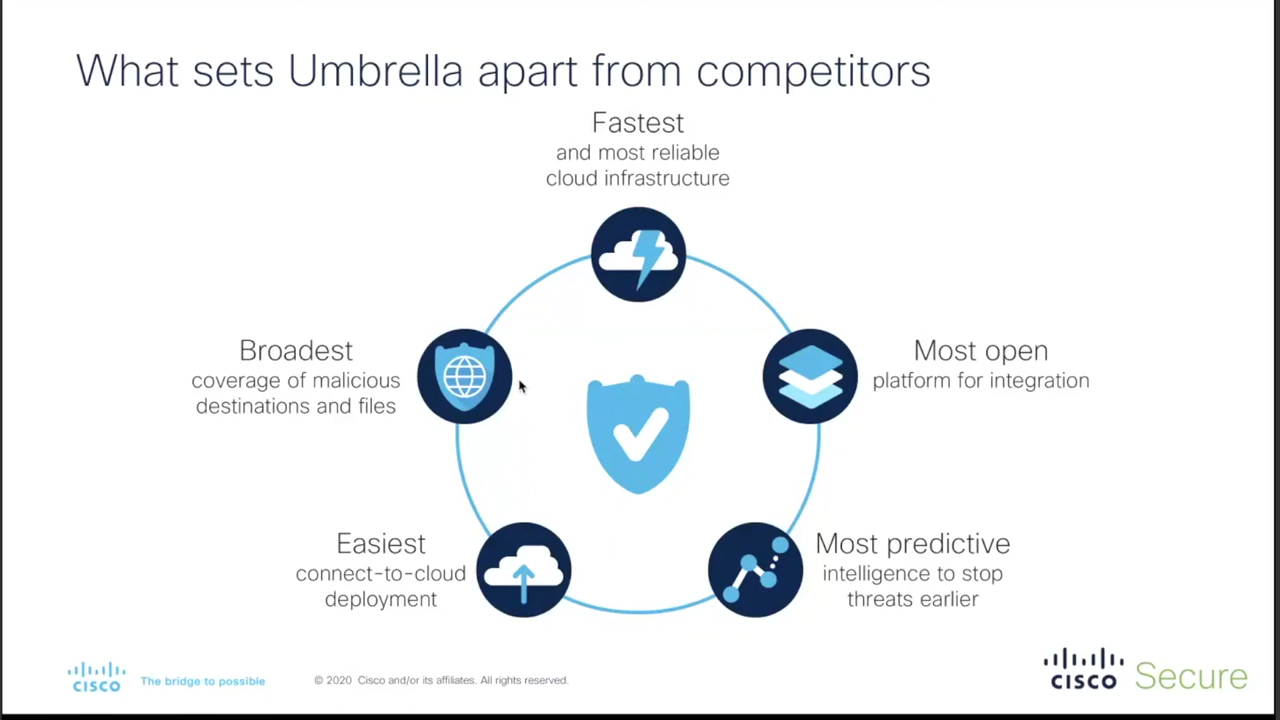 What sets Umbrella apart from competitors
Fastest
and most reliable
cloud infrastructure
Broadest
coverage of malicious
destinations and files
Most open
platform for integration
Easiest
connect-to-cloud
deployment
Most predictive
intelligence to stop
threats earlier
CISCO
The bridge to possible
© 2020 Cisco and/or its affiliates. All rights reserved.
CISCO Secure